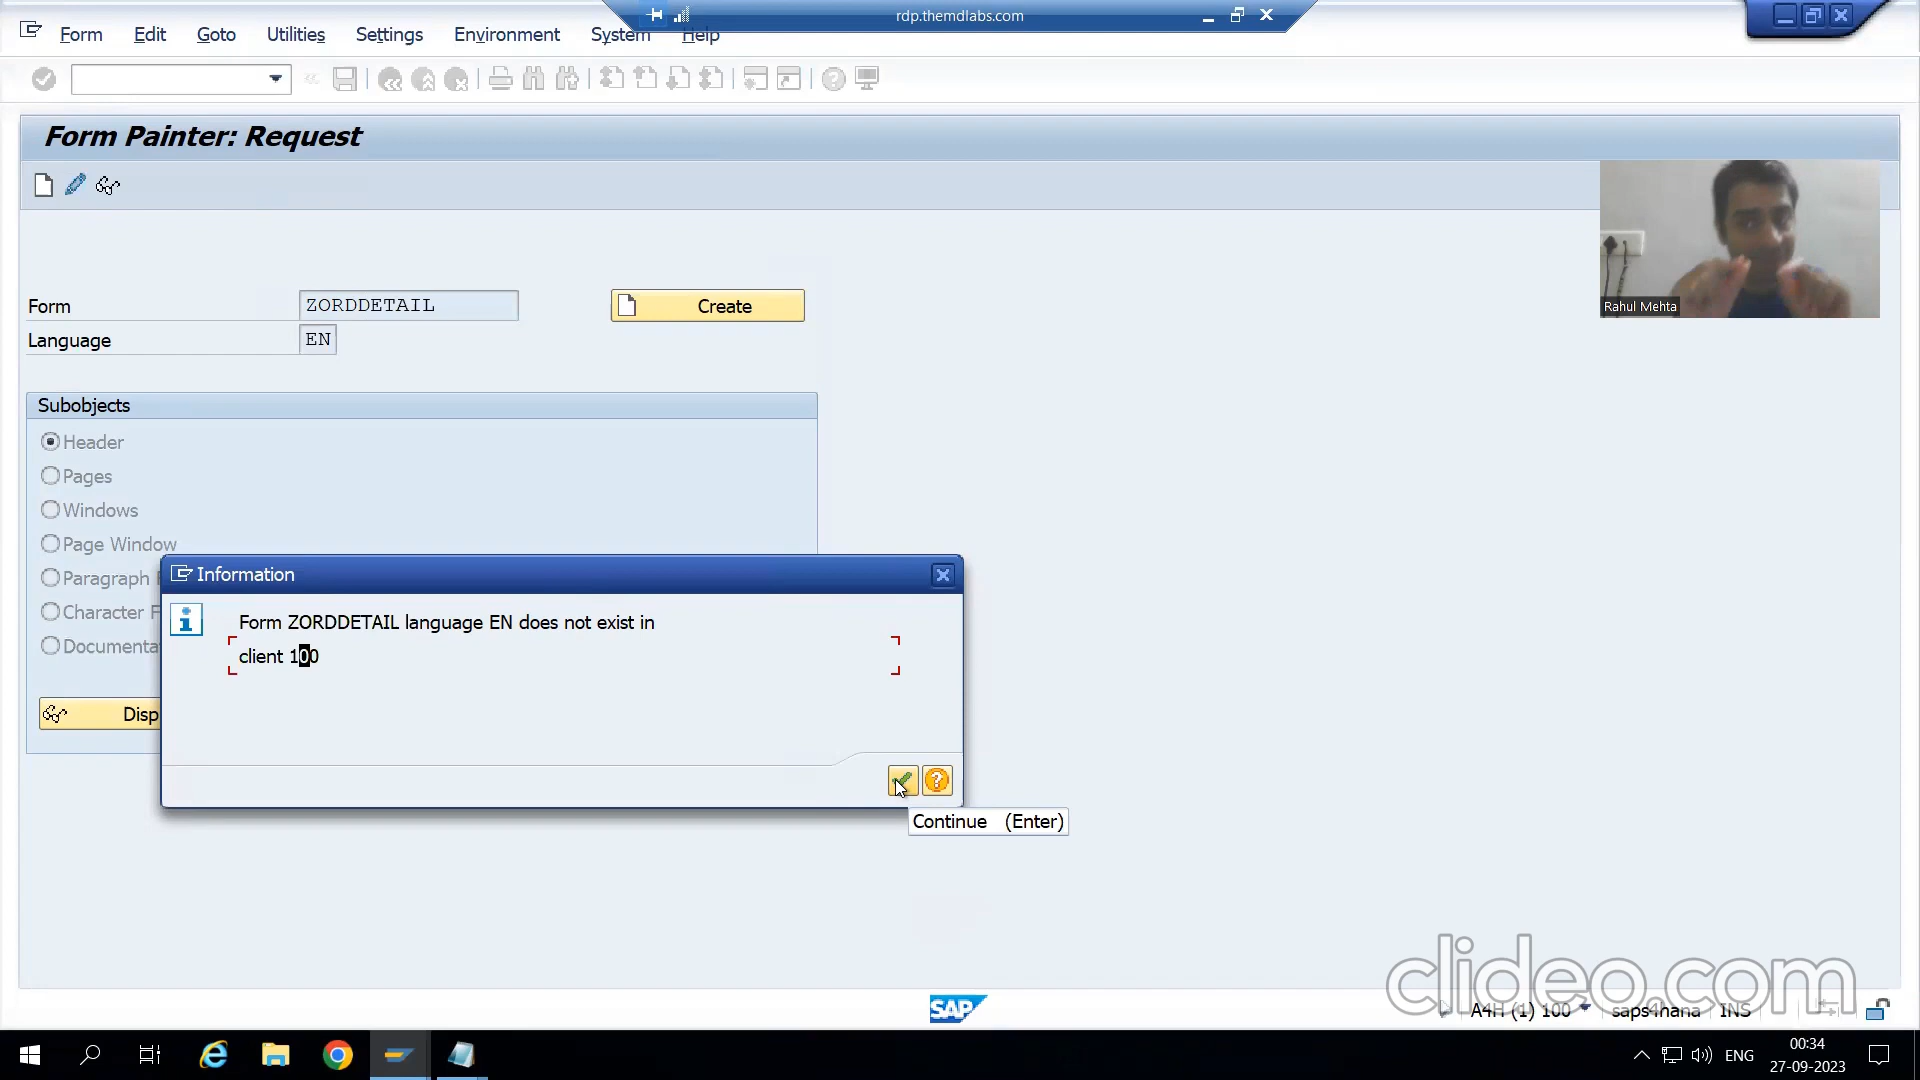 rdp.themdlabs.com
Form Edit Goto Utilities Settings Environment System Help
Form Painter: Request
Rahul Mehta
Form ZORDDETAIL Create
Language EN
Subobjects
Header
Pages
Windows
Page Window
Paragraph F
Character F
Documenta
Disp
Information
Form ZORDDETAIL language EN does not exist in
client 100
Continue (Enter)
clideo.com
SAP
A4H (1) 100 saps4hana INS
ENG
00:34
27-09-2023